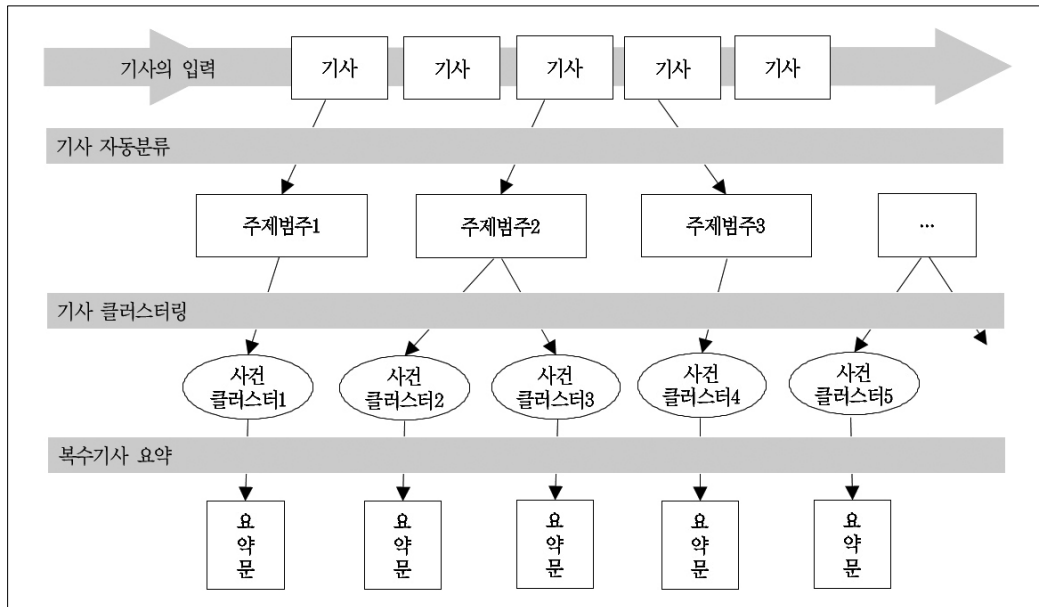 기사의 입력
기사
기사
기사
기사
기사
기사 자동분류
주제범주1
주제범주2
주제범주3
...
기사 클러스터링
사건
클러스터1
사건
클러스터2
사건
클러스터3
사건
클러스터4
사건
클러스터5
복수기사 요약
요
약
문
요
약
문
요
약
문
요
약
문
요
약
문